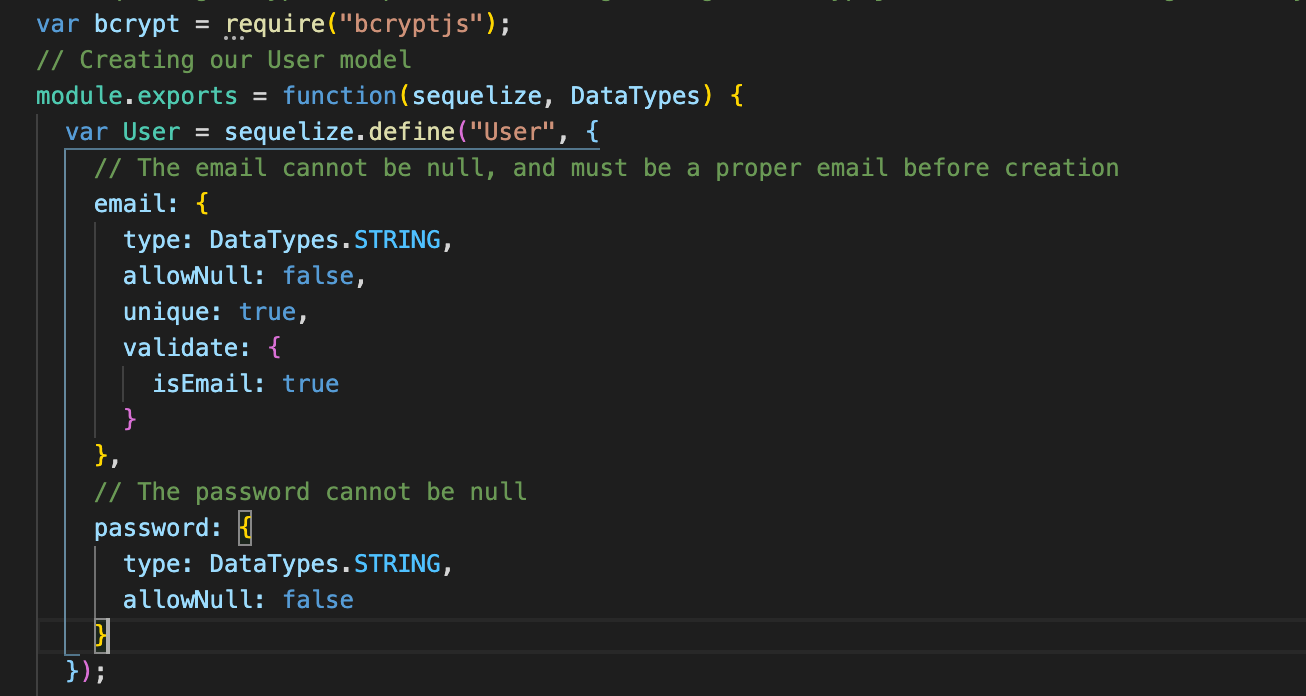 var bcrypt = require("bcryptjs");
// Creating our User model
module.exports = function(sequelize, DataTypes) {
  var User = sequelize.define("User", {
    // The email cannot be null, and must be a proper email before creation
    email: {
      type: DataTypes.STRING,
      allowNull: false,
      unique: true,
      validate: {
        isEmail: true
      }
    },
    // The password cannot be null
    password: {
      type: DataTypes.STRING,
      allowNull: false
    }
  });